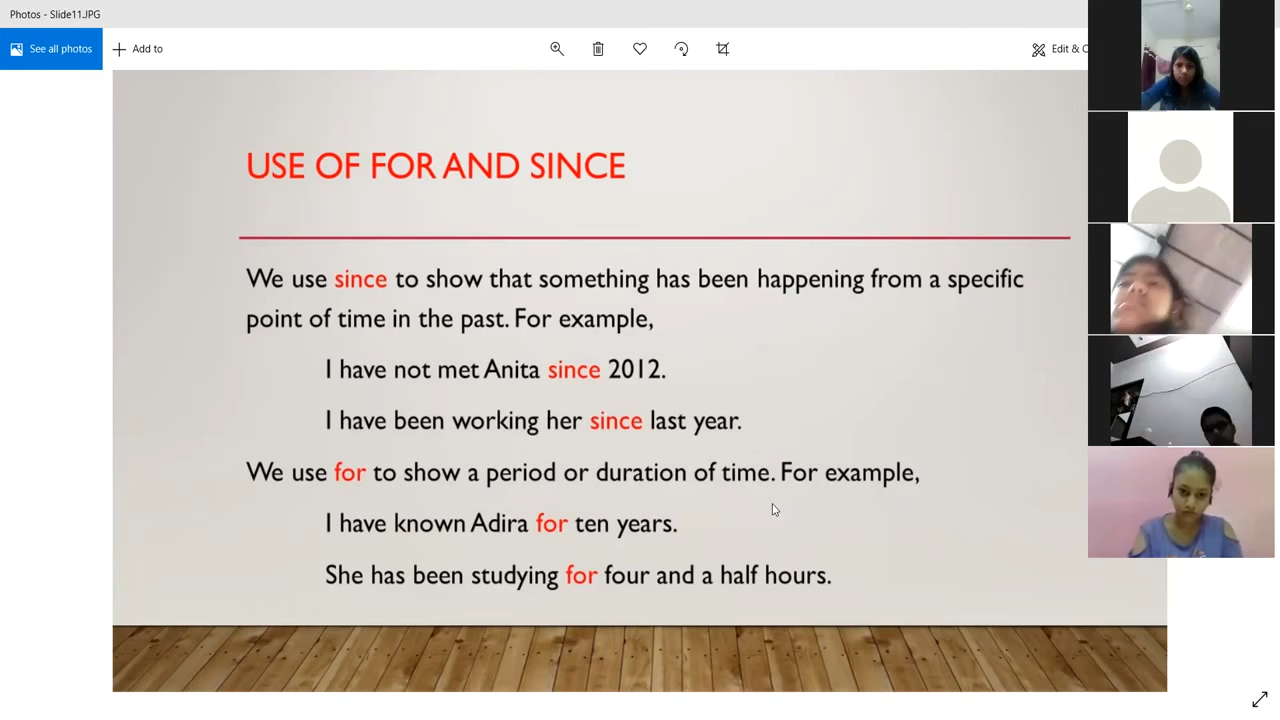 Photos - Slide11.JPG
See all photos
Add to
Edit & C
USE OF FOR AND SINCE
We use since to show that something has been happening from a specific
point of time in the past. For example,
I have not met Anita since 2012.
I have been working her since last year.
We use for to show a period or duration of time. For example,
I have known Adira for ten years.
She has been studying for four and a half hours.